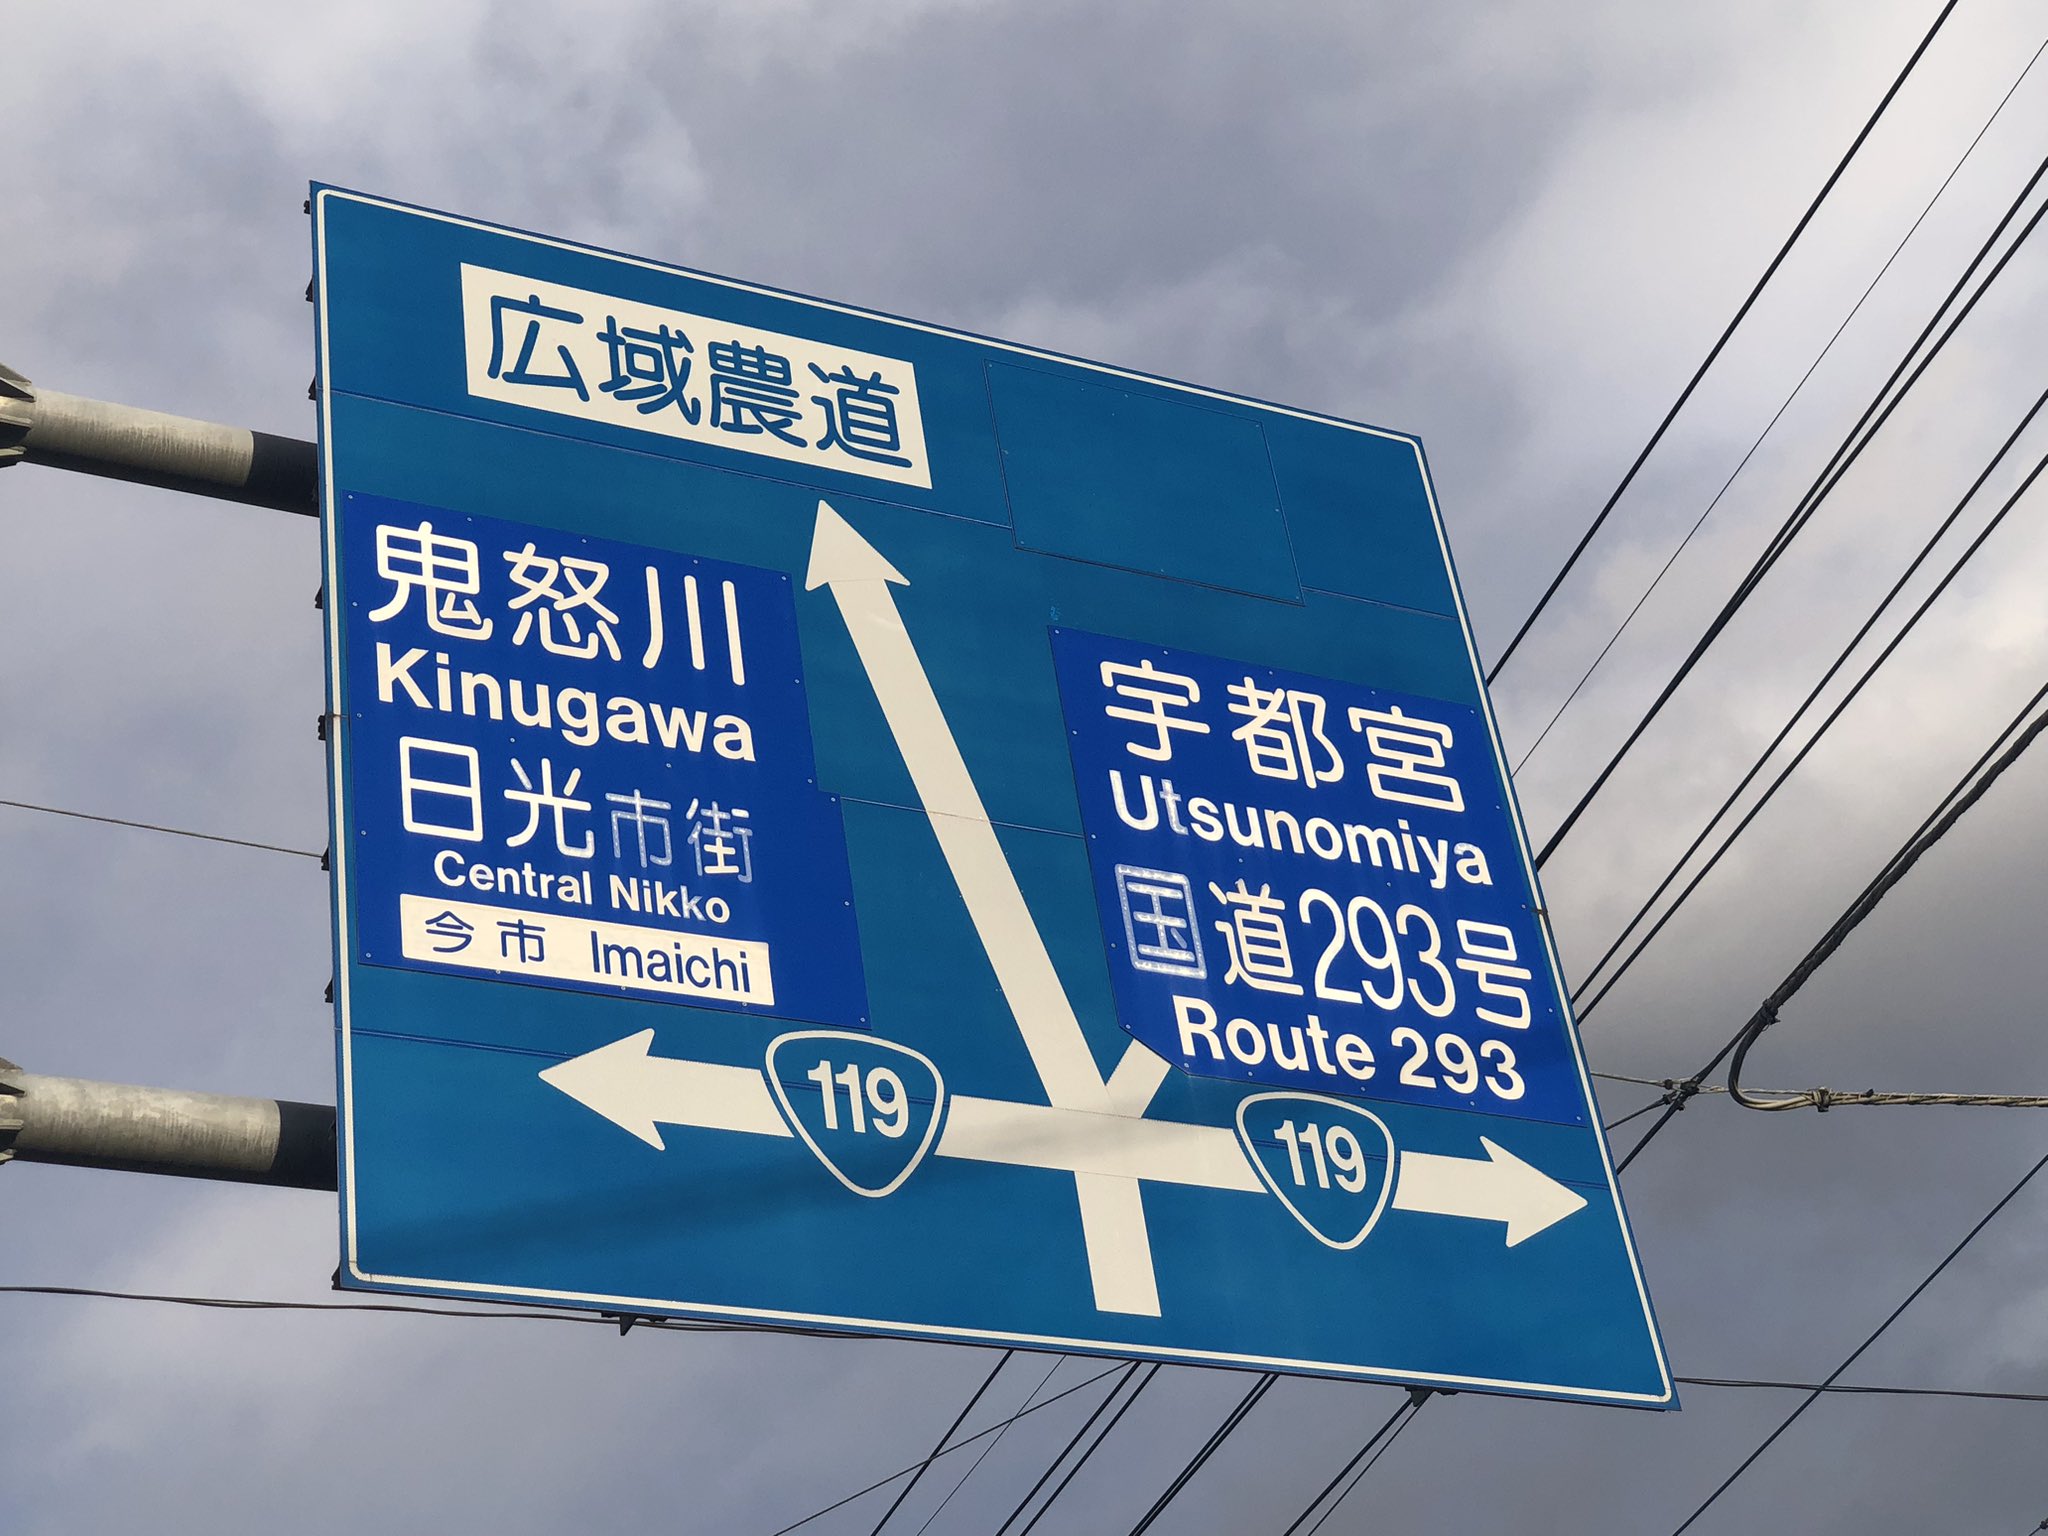 広域農道
鬼怒川
Kinugawa
日光市街
Central Nikko
今市 Imaichi
宇都宮
Utsunomiya
国道293号
Route 293
119
119